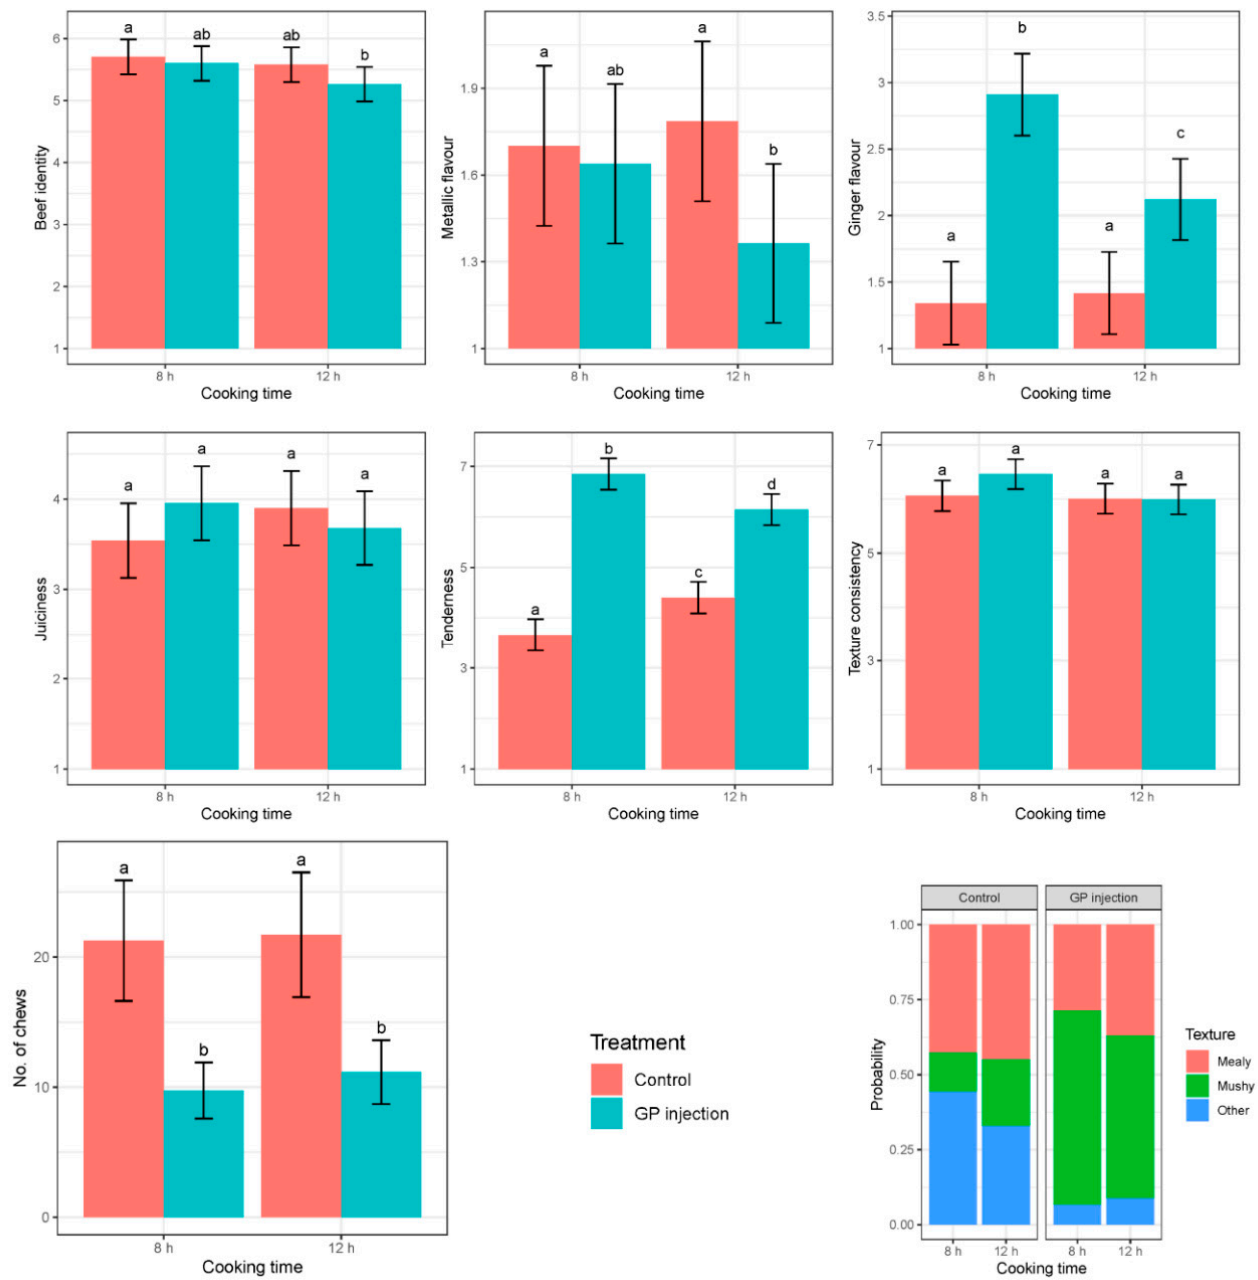 Beef identity
6
5
4
3
2
1
a
ab
ab
b
8 h
12 h
Cooking time
Metallic flavour
1.9
1.6
1.3
1
a
ab
a
b
8 h
12 h
Cooking time
Ginger flavour
3.5
3
2.5
2
1.5
1
a
b
a
c
8 h
12 h
Cooking time
Juiciness
4
3
2
1
a
a
a
a
8 h
12 h
Cooking time
Tenderness
7
5
3
1
a
b
c
d
8 h
12 h
Cooking time
Texture consistency
7
5
3
1
a
a
a
a
8 h
12 h
Cooking time
No. of chews
20
10
0
a
b
a
b
8 h
12 h
Cooking time
Treatment
Control
GP injection
Control
GP injection
Probability
1.00
0.75
0.50
0.25
0.00
8 h
12 h
8 h
12 h
Cooking time
Texture
Mealy
Mushy
Other